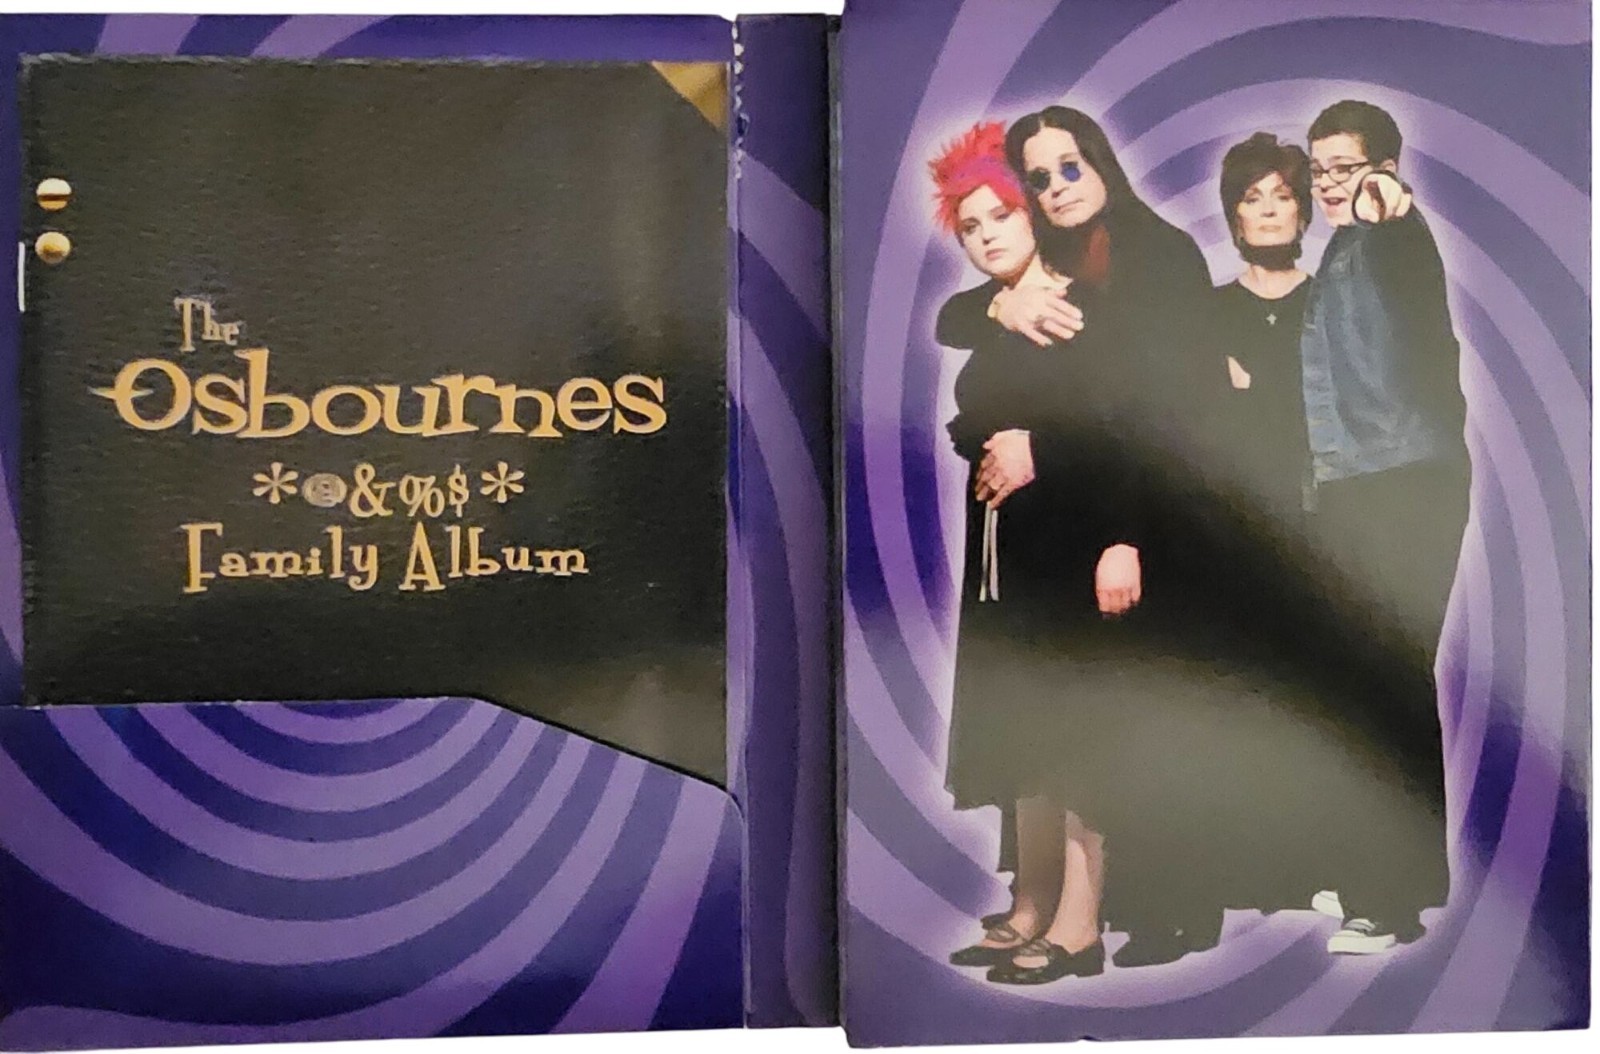 The
Osbournes
*@&%$*
Family Album